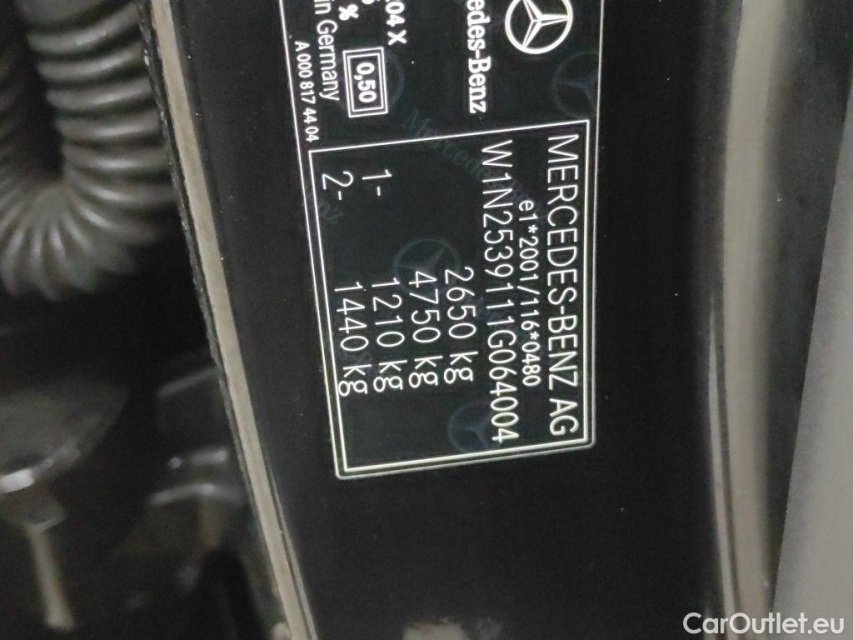 edes-Benz
04 X
%
in Germany
0,50
A 000 817 44 04
MERCEDES-BENZ AG
e1*2001/116*0480
W1N2539111G064004
2650 kg
4750 kg
1- 1210 kg
2- 1440 kg
CarOutlet.eu